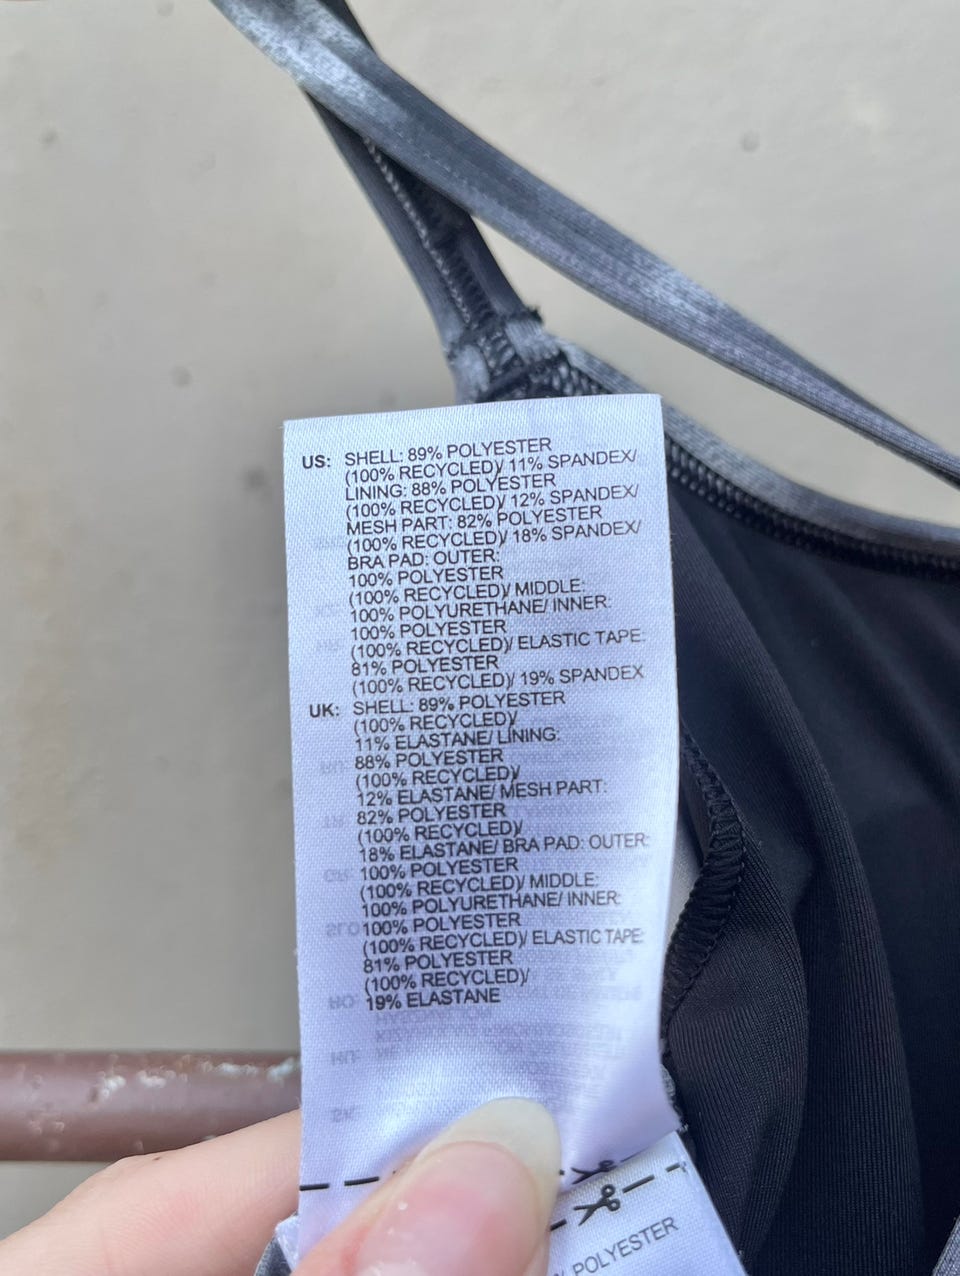 US: SHELL: 89% POLYESTER
(100% RECYCLED)/ 11% SPANDEX/
LINING: 88% POLYESTER
(100% RECYCLED)/ 12% SPANDEX/
MESH PART: 82% POLYESTER
(100% RECYCLED)/ 18% SPANDEX/
BRA PAD: OUTER:
100% POLYESTER
(100% RECYCLED)/ MIDDLE:
100% POLYURETHANE/ INNER:
100% POLYESTER
(100% RECYCLED)/ ELASTIC TAPE:
81% POLYESTER
(100% RECYCLED)/ 19% SPANDEX
UK: SHELL: 89% POLYESTER
(100% RECYCLED)/
11% ELASTANE/ LINING:
88% POLYESTER
(100% RECYCLED)/
12% ELASTANE/ MESH PART:
82% POLYESTER
(100% RECYCLED)/
18% ELASTANE/ BRA PAD: OUTER:
100% POLYESTER
(100% RECYCLED)/ MIDDLE:
100% POLYURETHANE/ INNER:
100% POLYESTER
(100% RECYCLED)/ ELASTIC TAPE:
81% POLYESTER
(100% RECYCLED)/
19% ELASTANE
% POLYESTER